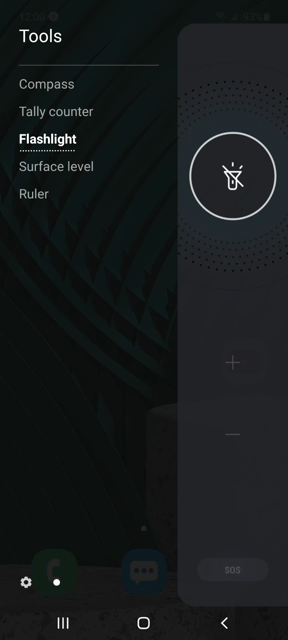 Tools
Compass
Tally counter
Flashlight
Surface level
Ruler
SOS